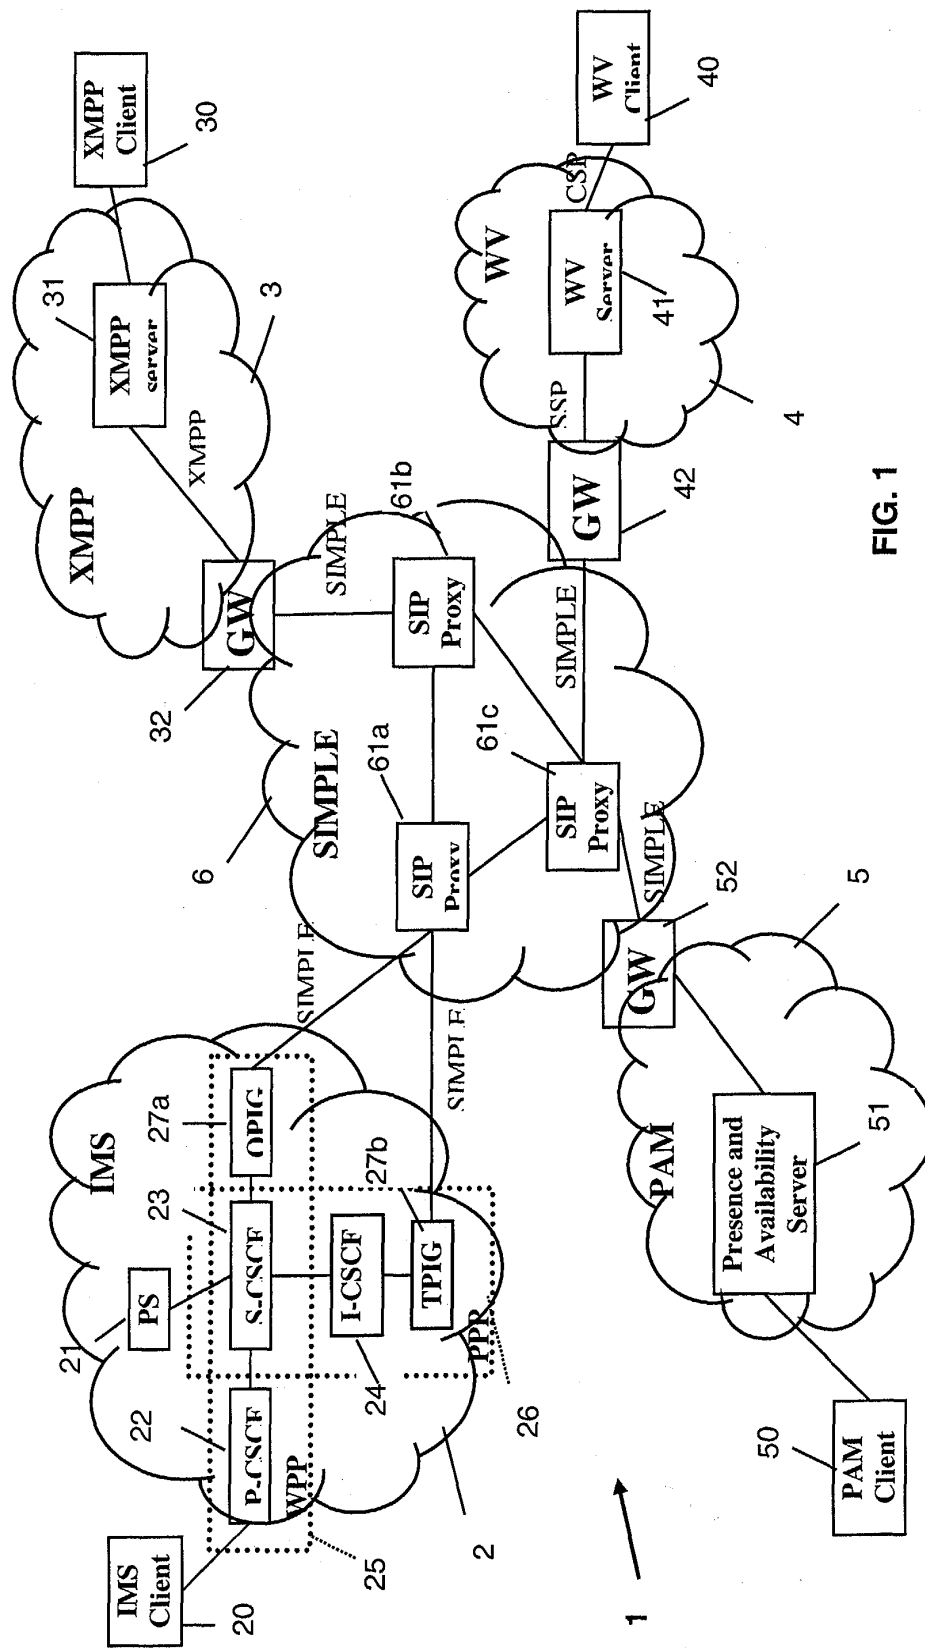 IMS
Client
20
P-CSCF
22
WPP
25
PS
21
S-CSCF
23
OPIG
27a
IMS
I-CSCF
24
TPIG
27b
PPP
26
2
SIMPLE
SIMPLE
SIMPLE
6
SIP
Proxy
61a
SIP
Proxy
61b
SIP
Proxy
61c
SIMPLE
SIMPLE
SIMPLE
GW
32
XMPP
XMPP
XMPP
server
31
3
XMPP
Client
30
GW
42
SSP
WV
WV
Server
41
4
CSP
WV
Client
40
GW
52
PAM
5
Presence and
Availability
Server
51
PAM
Client
50
1
FIG. 1